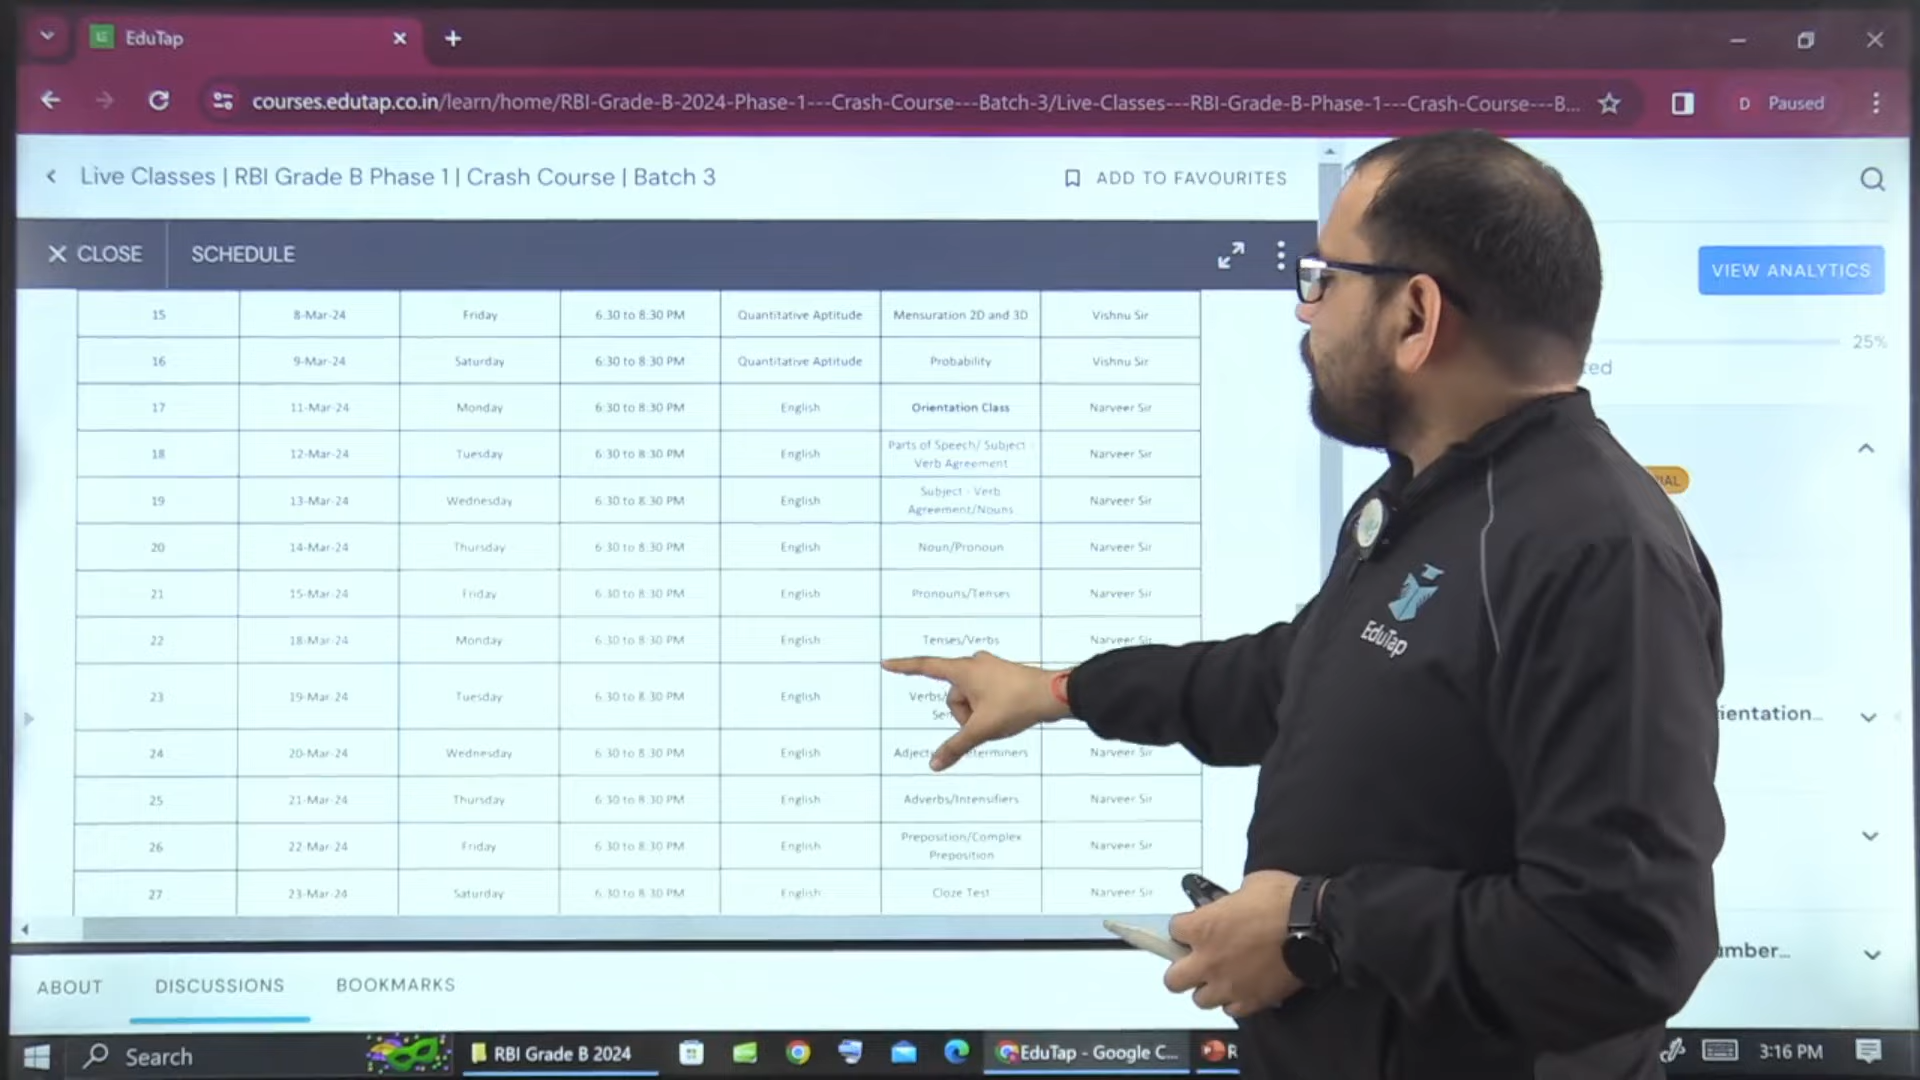 EduTap
courses.edutap.co.in/learn/home/RBI-Grade-B-2024-Phase-1---Crash-Course---Batch-3/Live-Classes---RBI-Grade-B-Phase-1---Crash-Course---B...
D Paused
Live Classes | RBI Grade B Phase 1 | Crash Course | Batch 3
ADD TO FAVOURITES
CLOSE
SCHEDULE
VIEW ANALYTICS
25%
15 8-Mar-24 Friday 6:30 to 8:30 PM Quantitative Aptitude Mensuration 2D and 3D Vishnu Sir
16 9-Mar-24 Saturday 6:30 to 8:30 PM Quantitative Aptitude Probability Vishnu Sir
17 11-Mar-24 Monday 6:30 to 8:30 PM English Orientation Class Narveer Sir
18 12-Mar-24 Tuesday 6:30 to 8:30 PM English Parts of Speech/ Subject -
Verb Agreement Narveer Sir
19 13-Mar-24 Wednesday 6:30 to 8:30 PM English Subject - Verb
Agreement/Nouns Narveer Sir
20 14-Mar-24 Thursday 6:30 to 8:30 PM English Noun/Pronoun Narveer Sir
21 15-Mar-24 Friday 6:30 to 8:30 PM English Pronouns/Tenses Narveer Sir
22 18-Mar-24 Monday 6:30 to 8:30 PM English Tenses/Verbs Narveer Sir
23 19-Mar-24 Tuesday 6:30 to 8:30 PM English Verbs/
24 20-Mar-24 Wednesday 6:30 to 8:30 PM English Narveer Sir
25 21-Mar-24 Thursday 6:30 to 8:30 PM English Adverbs/Intensifiers Narveer Sir
26 22-Mar-24 Friday 6:30 to 8:30 PM English Preposition/Complex
Preposition Narveer Sir
27 23-Mar-24 Saturday 6:30 to 8:30 PM English Cloze Test Narveer Sir
EduTap
ABOUT
DISCUSSIONS
BOOKMARKS
Search
RBI Grade B 2024
EduTap - Google C...
R
3:16 PM